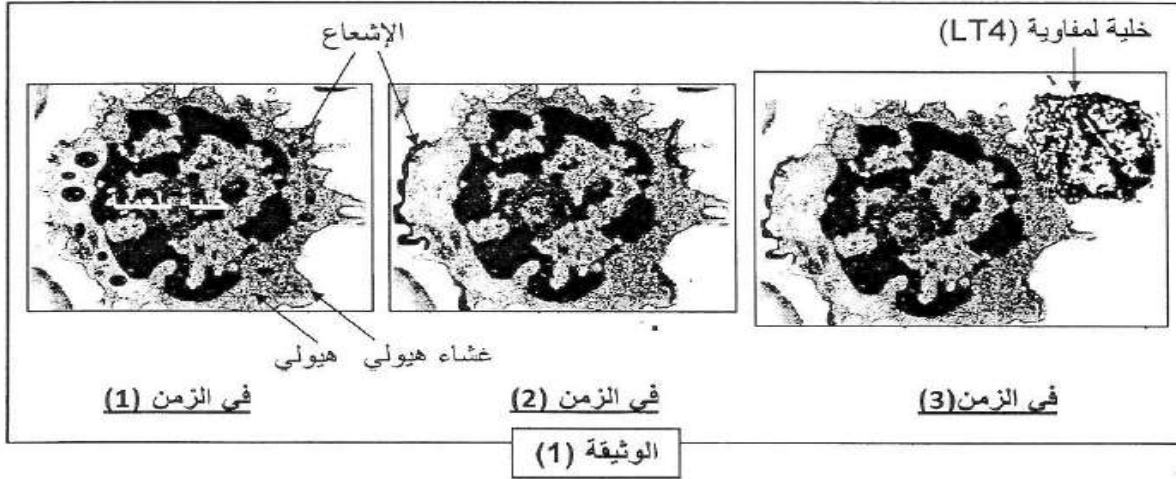 خلية لمفاوية (LT4)
الإشعاع
خلية بلعمية
هيولي
غشاء هيولي
في الزمن (1)
في الزمن (2)
في الزمن(3)
الوثيقة (1)